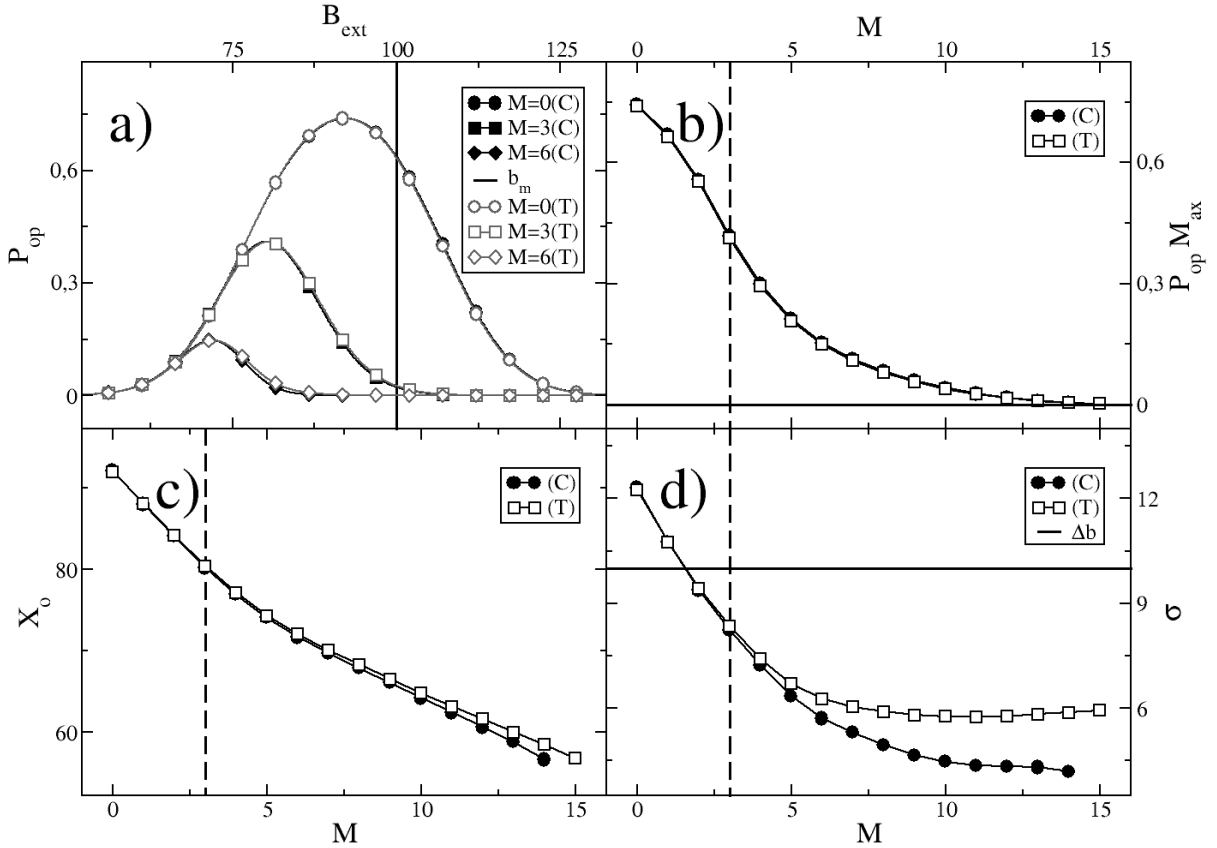 B_ext
75 100 125
M
0 5 10 15
a)
M=0(C)
M=3(C)
M=6(C)
b_m
M=0(T)
M=3(T)
M=6(T)
P_op
0,6
0,3
0
b)
(C)
(T)
0,6
0,3
0
P_op M_ax
c)
(C)
(T)
X_o
80
60
0 5 10 15
M
d)
(C)
(T)
Δb
12
9
6
σ
0 5 10 15
M